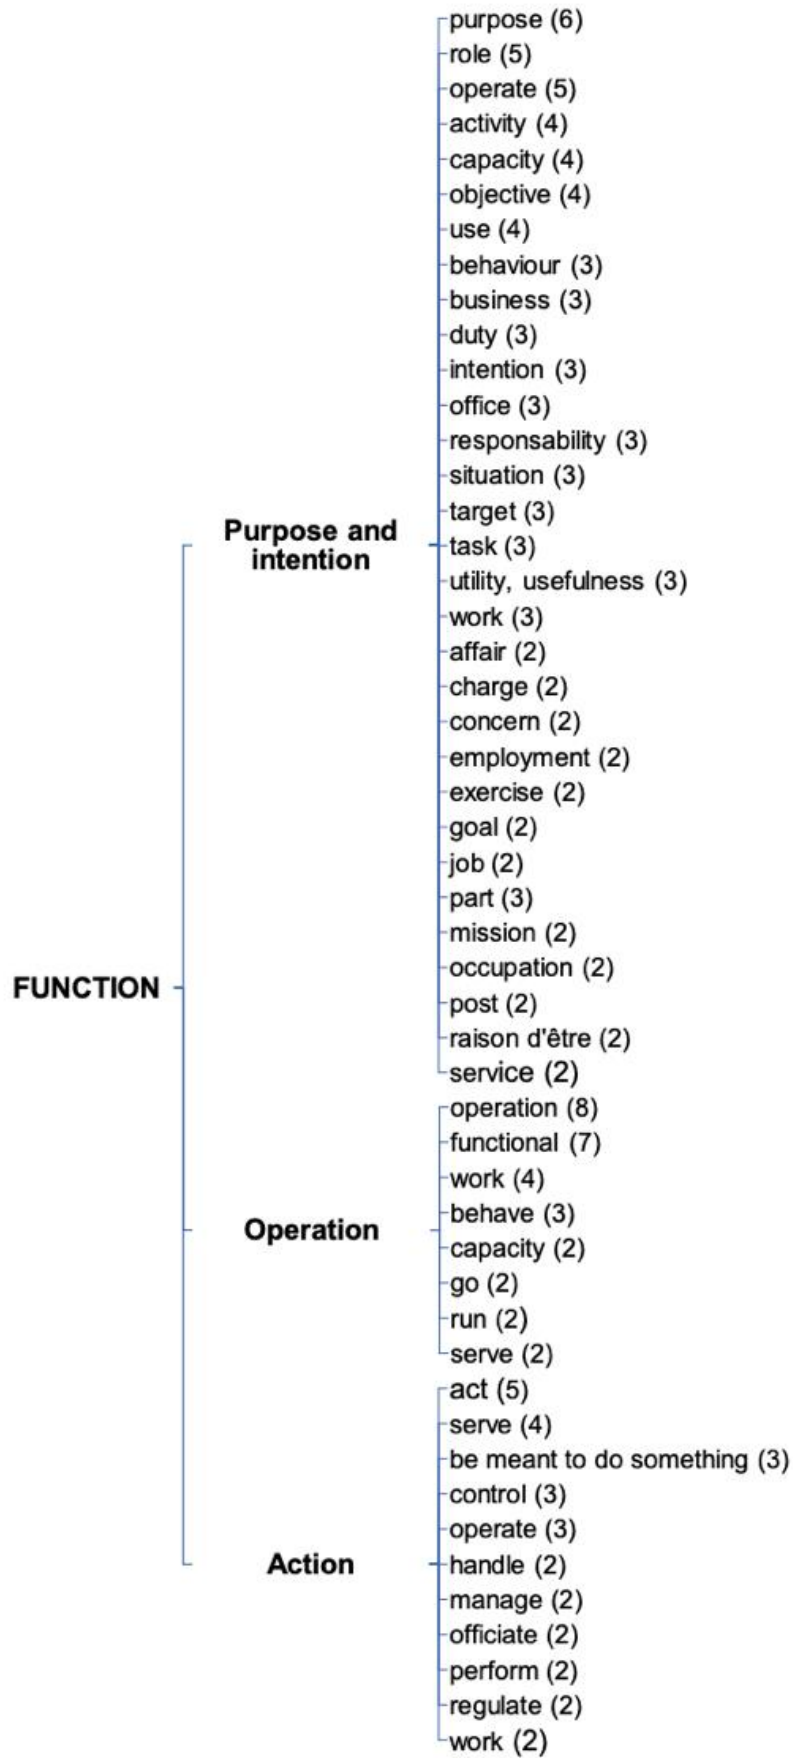 FUNCTION
Purpose and
intention
purpose (6)
role (5)
operate (5)
activity (4)
capacity (4)
objective (4)
use (4)
behaviour (3)
business (3)
duty (3)
intention (3)
office (3)
responsability (3)
situation (3)
target (3)
task (3)
utility, usefulness (3)
work (3)
affair (2)
charge (2)
concern (2)
employment (2)
exercise (2)
goal (2)
job (2)
part (3)
mission (2)
occupation (2)
post (2)
raison d'être (2)
service (2)
Operation
operation (8)
functional (7)
work (4)
behave (3)
capacity (2)
go (2)
run (2)
serve (2)
Action
act (5)
serve (4)
be meant to do something (3)
control (3)
operate (3)
handle (2)
manage (2)
officiate (2)
perform (2)
regulate (2)
work (2)